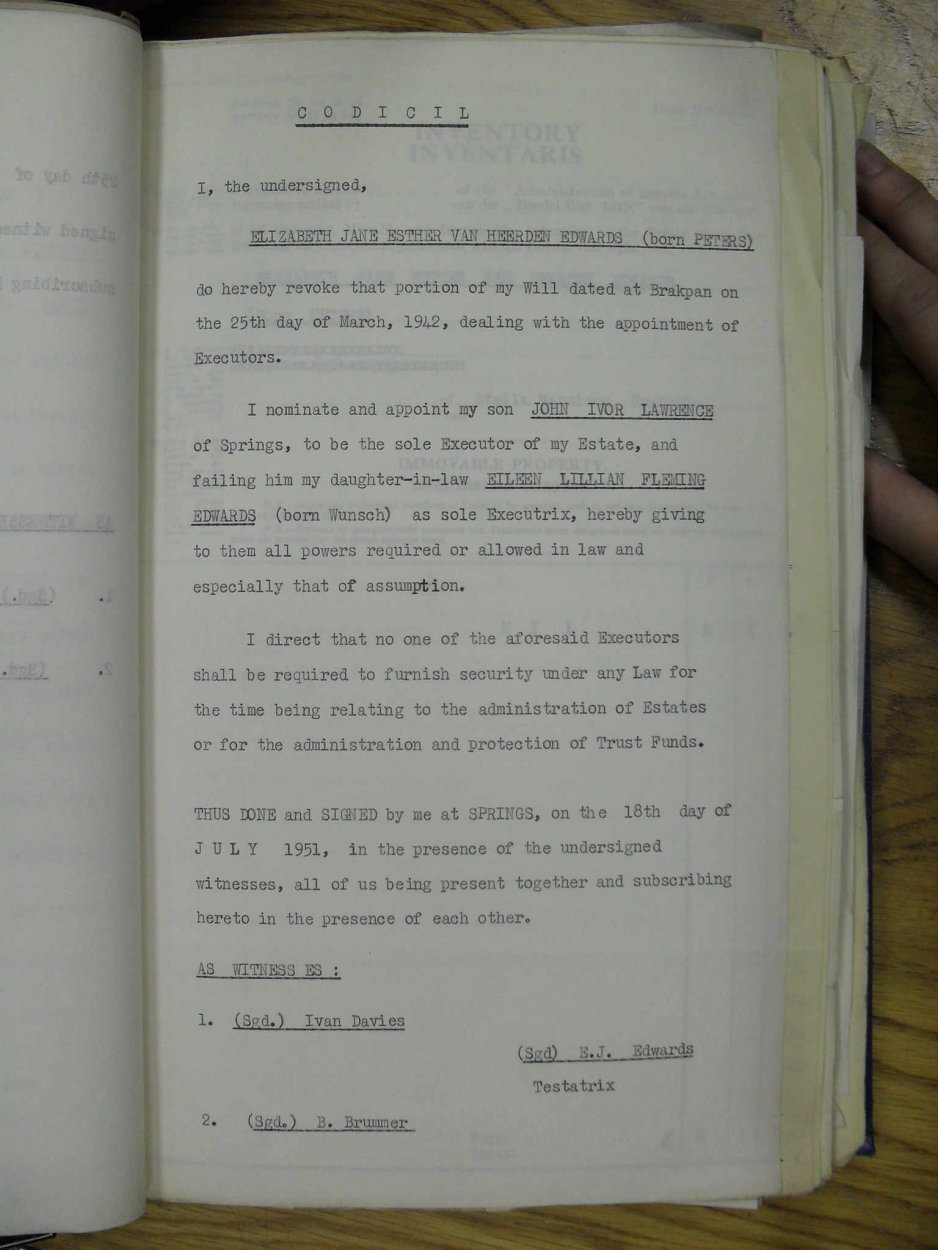 C O D I C I L
INVENTORY
INVENTARIS
I, the undersigned,
ELIZABETH JANE ESTHER VAN HEERDEN EDWARDS (born PETERS)
do hereby revoke that portion of my Will dated at Brakpan on
the 25th day of March, 1942, dealing with the appointment of
Executors.
I nominate and appoint my son JOHN IVOR LAWRENCE
of Springs, to be the sole Executor of my Estate, and
failing him my daughter-in-law EILEEN LILLIAN FLEMING
IMMOVABLE PROPERTY
EDWARDS (born Wunsch) as sole Executrix, hereby giving
to them all powers required or allowed in law and
especially that of assumption.
I direct that no one of the aforesaid Executors
shall be required to furnish security under any Law for
the time being relating to the administration of Estates
or for the administration and protection of Trust Funds.
THUS DONE and SIGNED by me at SPRINGS, on the 18th day of
J U L Y 1951, in the presence of the undersigned
witnesses, all of us being present together and subscribing
hereto in the presence of each other.
AS WITNESS ES :
1. (Sgd.) Ivan Davies
(Sgd) E.J. Edwards
Testatrix
2. (Sgd.) B. Brummer